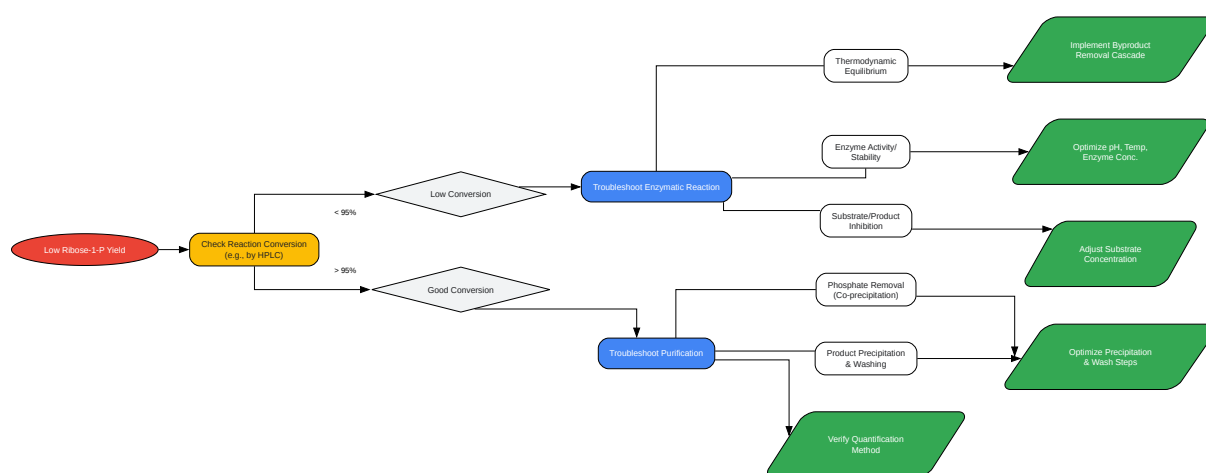 Implement Byproduct
Removal Cascade
Thermodynamic
Equilibrium
Enzyme Activity/
Stability
Optimize pH, Temp,
Enzyme Conc.
Low Conversion
Troubleshoot Enzymatic Reaction
< 95%
Substrate/Product
Inhibition
Low Ribose-1-P Yield
Check Reaction Conversion
(e.g., by HPLC)
Adjust Substrate
Concentration
> 95%
Good Conversion
Phosphate Removal
(Co-precipitation)
Troubleshoot Purification
Product Precipitation
& Washing
Optimize Precipitation
& Wash Steps
Verify Quantification
Method